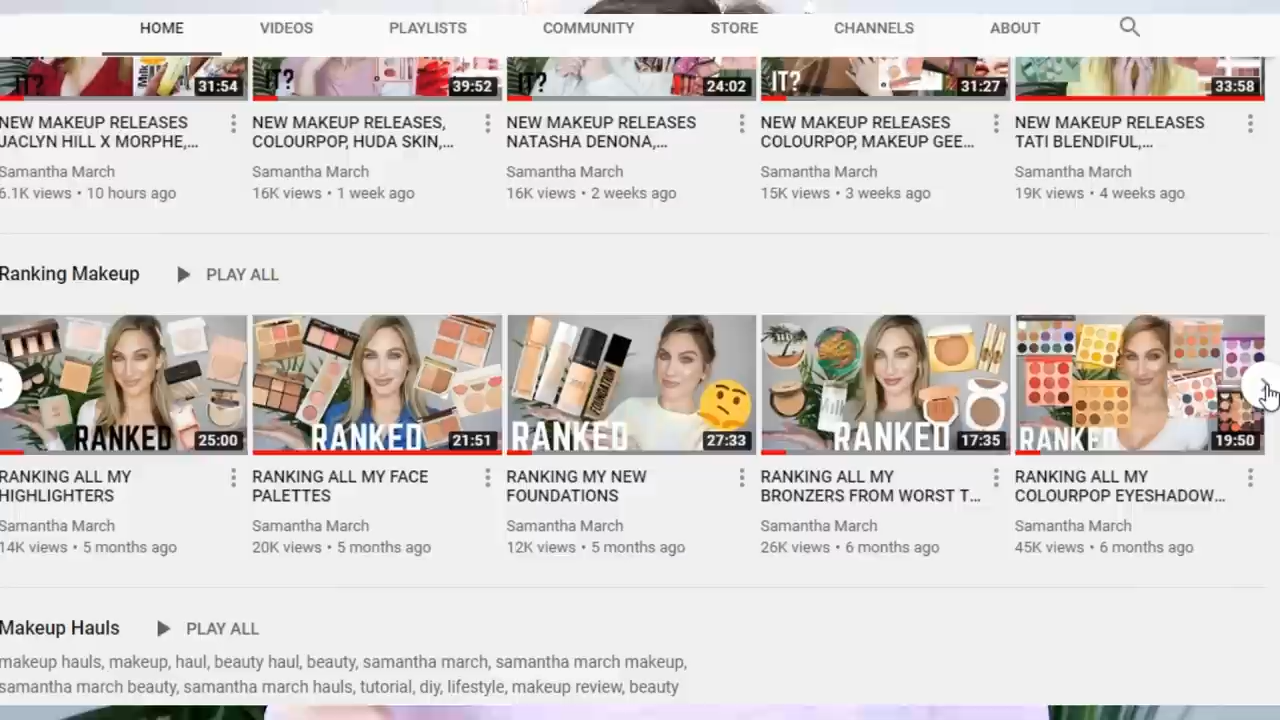 HOME VIDEOS PLAYLISTS COMMUNITY STORE CHANNELS ABOUT
IT? IT? IT? IT?
31:54 39:52 24:02 31:27 33:58
NEW MAKEUP RELEASES
JACLYN HILL X MORPHE,...
Samantha March
6.1K views • 10 hours ago
NEW MAKEUP RELEASES,
COLOURPOP, HUDA SKIN,...
Samantha March
16K views • 1 week ago
NEW MAKEUP RELEASES
NATASHA DENONA,...
Samantha March
16K views • 2 weeks ago
NEW MAKEUP RELEASES
COLOURPOP, MAKEUP GEE...
Samantha March
15K views • 3 weeks ago
NEW MAKEUP RELEASES
TATI BLENDIFUL,...
Samantha March
19K views • 4 weeks ago
Ranking Makeup PLAY ALL
RANKED 25:00
RANKING ALL MY
HIGHLIGHTERS
Samantha March
14K views • 5 months ago
RANKED 21:51
RANKING ALL MY FACE
PALETTES
Samantha March
20K views • 5 months ago
FOUNDATION
RANKED 27:33
RANKING MY NEW
FOUNDATIONS
Samantha March
12K views • 5 months ago
RANKED 17:35
RANKING ALL MY
BRONZERS FROM WORST T...
Samantha March
26K views • 6 months ago
RANKED 19:50
RANKING ALL MY
COLOURPOP EYESHADOW...
Samantha March
45K views • 6 months ago
Makeup Hauls PLAY ALL
makeup hauls, makeup, haul, beauty haul, beauty, samantha march, samantha march makeup,
samantha march beauty, samantha march hauls, tutorial, diy, lifestyle, makeup review, beauty